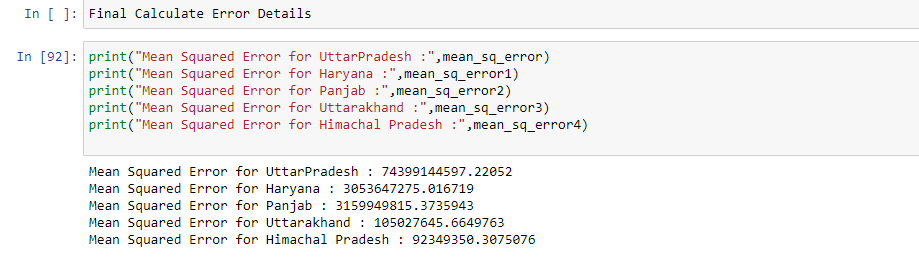 In [ ]: Final Calculate Error Details
In [92]: print("Mean Squared Error for UttarPradesh :",mean_sq_error)
print("Mean Squared Error for Haryana :",mean_sq_error1)
print("Mean Squared Error for Panjab :",mean_sq_error2)
print("Mean Squared Error for Uttarakhand :",mean_sq_error3)
print("Mean Squared Error for Himachal Pradesh :",mean_sq_error4)
Mean Squared Error for UttarPradesh : 74399144597.22052
Mean Squared Error for Haryana : 3053647275.016719
Mean Squared Error for Panjab : 3159949815.3735943
Mean Squared Error for Uttarakhand : 105027645.6649763
Mean Squared Error for Himachal Pradesh : 92349350.3075076